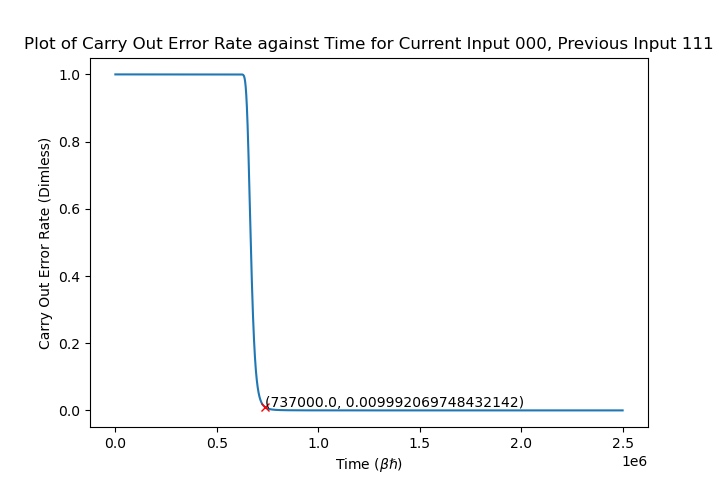 Plot of Carry Out Error Rate against Time for Current Input 000, Previous Input 111
Carry Out Error Rate (Dimless)
1.0
0.8
0.6
0.4
0.2
0.0
(737000.0, 0.009992069748432142)
0.0 0.5 1.0 1.5 2.0 2.5
1e6
Time (βħ)